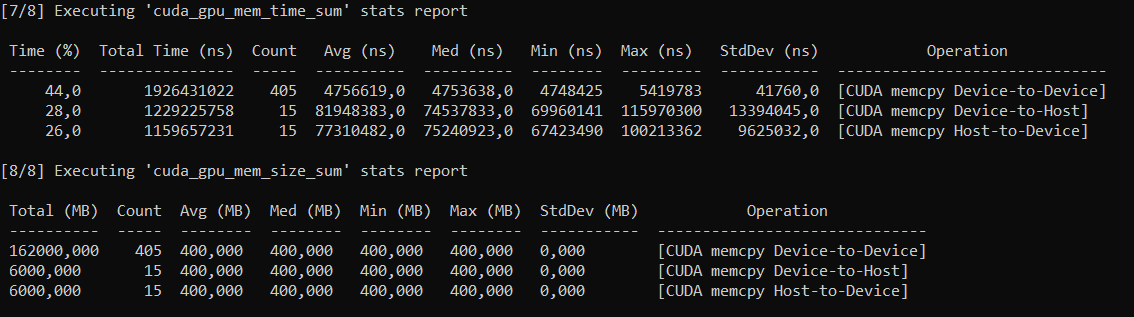 [7/8] Executing 'cuda_gpu_mem_time_sum' stats report
Time (%) Total Time (ns) Count Avg (ns) Med (ns) Min (ns) Max (ns) StdDev (ns) Operation
-------- --------------- ----- ---------- ---------- -------- --------- ----------- ------------------------------
44,0 1926431022 405 4756619,0 4753638,0 4748425 5419783 41760,0 [CUDA memcpy Device-to-Device]
28,0 1229225758 15 81948383,0 74537833,0 69960141 115970300 13394045,0 [CUDA memcpy Device-to-Host]
26,0 1159657231 15 77310482,0 75240923,0 67423490 100213362 9625032,0 [CUDA memcpy Host-to-Device]
[8/8] Executing 'cuda_gpu_mem_size_sum' stats report
Total (MB) Count Avg (MB) Med (MB) Min (MB) Max (MB) StdDev (MB) Operation
---------- ----- -------- -------- -------- -------- ----------- ------------------------------
162000,000 405 400,000 400,000 400,000 400,000 0,000 [CUDA memcpy Device-to-Device]
6000,000 15 400,000 400,000 400,000 400,000 0,000 [CUDA memcpy Device-to-Host]
6000,000 15 400,000 400,000 400,000 400,000 0,000 [CUDA memcpy Host-to-Device]